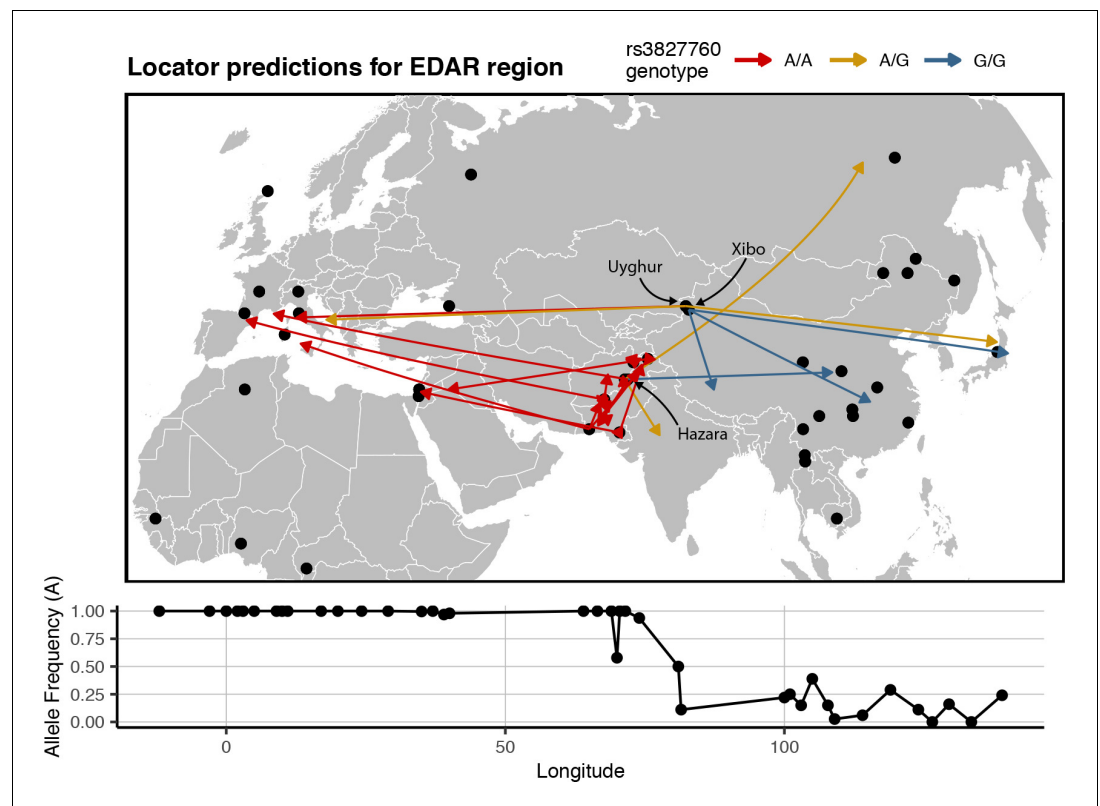 Locator predictions for EDAR region
rs3827760
genotype
A/A
A/G
G/G
Xibo
Uyghur
Hazara
Allele Frequency (A)
1.00
0.75
0.50
0.25
0.00
0
50
100
Longitude